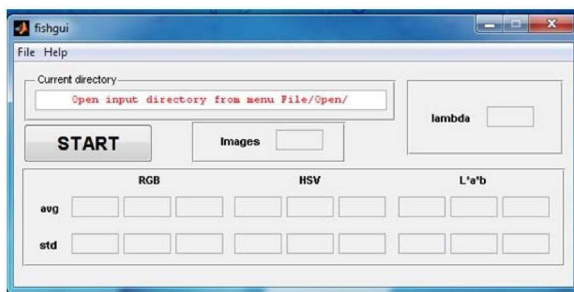 fishgui
File Help
Current directory
Open input directory from menu File/Open/
lambda
START
Images
RGB HSV L*a*b
avg
std